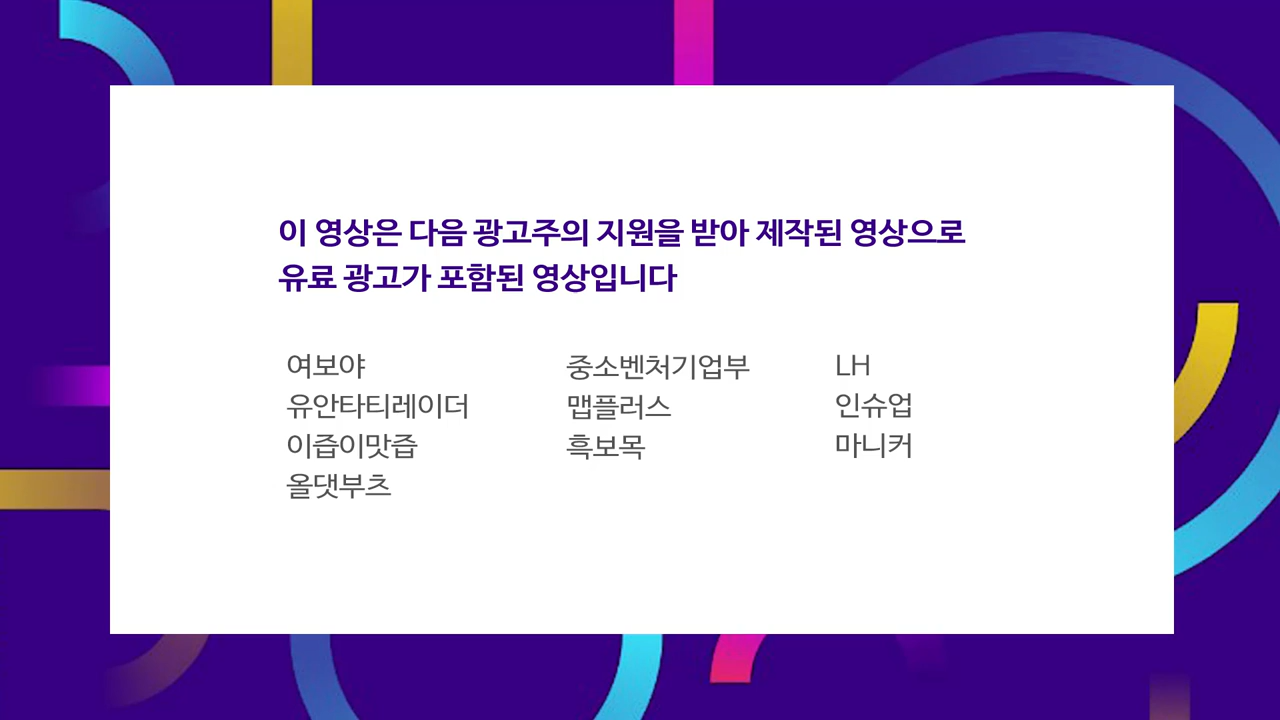 이 영상은 다음 광고주의 지원을 받아 제작된 영상으로
유료 광고가 포함된 영상입니다
여보야
유안타티레이더
이즙이맛즙
올댓부츠
중소벤처기업부
맵플러스
흑보목
LH
인슈업
마니커